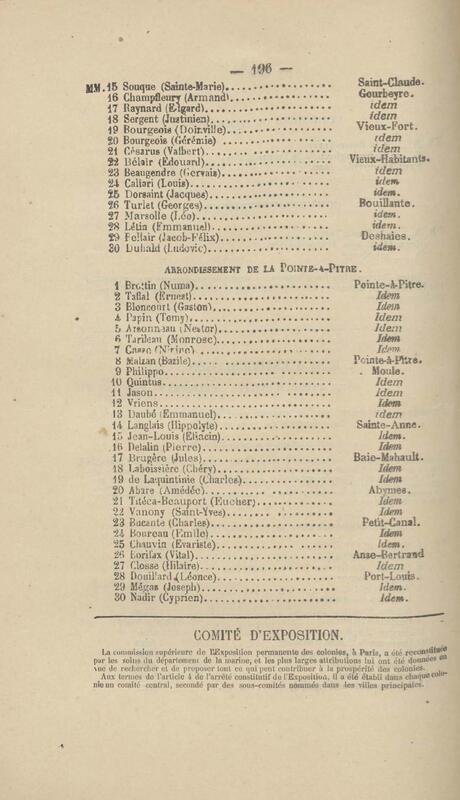 — 196 —
MM. 15 Souque (Sainte-Marie)........ Saint-Claude.
16 Champfleury (Armand)........ Gourbeyre.
17 Raynard (Elgard)........ idem
18 Sergent (Justinien)........ idem
19 Bourgeois (Doinville)........ Vieux-Fort.
20 Bourgeois (Gérémie)........ idem
21 Césarus (Valbert)........ idem
22 Bélair (Edouard)........ Vieux-Habitants.
23 Beaugendre (Gervais)........ idem
24 Caliari (Louis)........ idem.
25 Dorsaint (Jacques)........ idem.
26 Turlet (Georges)........ Bouillante.
27 Marsolle (Léo)........ idem.
28 Létin (Emmanuel)........ idem.
29 (Jacob-Félix)........ Deshaies.
30 Duhald (Ludovic)........ idem.
ARRONDISSEMENT DE LA POINTE-A-PITRE.
1 Brottin (Numa)........ Pointe-à-Pitre.
2 Taflal (Ernest)........ Idem
3 Bloncourt (Gaston)........ Idem
4 Papin (Tomy)........ Idem
5 Arsonneau (Nestor)........ Idem
6 Tarileau (Monrose)........ Idem
7 ........ Idem
8 Malzan (Bazile)........ Pointe-à-Pitre.
9 Philippo........ Moule.
10 Quintus........ Idem
11 Jason........ Idem
12 Vriens........ Idem
13 Daubé (Emmanuel)........ idem
14 Langlais (Hippolyte)........ Sainte-Anne.
15 Jean-Louis (Eliacin)........ Idem.
16 Delalin (Pierre)........ Idem.
17 Brugère (Jules)........ Baie-Mahault.
18 Laboissière (Chéry)........ Idem
19 de Laquintinie (Charles)........ Idem
20 Abare (Amédée)........ Abymes.
21 Titéca-Beauport (Eucher)........ Idem
22 Vanony (Saint-Yves)........ Idem
23 Bacante (Charles)........ Petit-Canal.
24 Boureau (Emile)........ Idem
25 Chauvin (Evariste)........ Idem.
26 Borifax (Vital)........ Anse-Bertrand
27 Glosse (Hilaire)........ Idem
28 Douillard (Léonce)........ Port-Louis.
29 Mégas (Joseph)........ Idem.
30 Nadir (Cyprien)........ Idem.
COMITÉ D'EXPOSITION.
La commission supérieure de l'Exposition permanente des colonies, à Paris, a été reconstituée
par les soins du département de la marine, et les plus larges attributions lui ont été données en
vue de rechercher et de proposer tout ce qui peut contribuer à la prospérité des colonies.
Aux termes de l'article 4 de l'arrêté constitutif de l'Exposition, il a été établi dans chaque colo-
nie un comité central, secondé par des sous-comités nommés dans les villes principales.